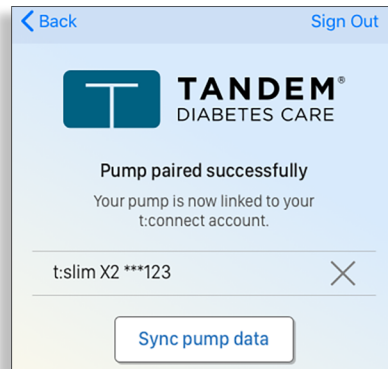 Back Sign Out
T TANDEM®
DIABETES CARE
Pump paired successfully
Your pump is now linked to your
t:connect account.
t:slim X2 ***123
Sync pump data